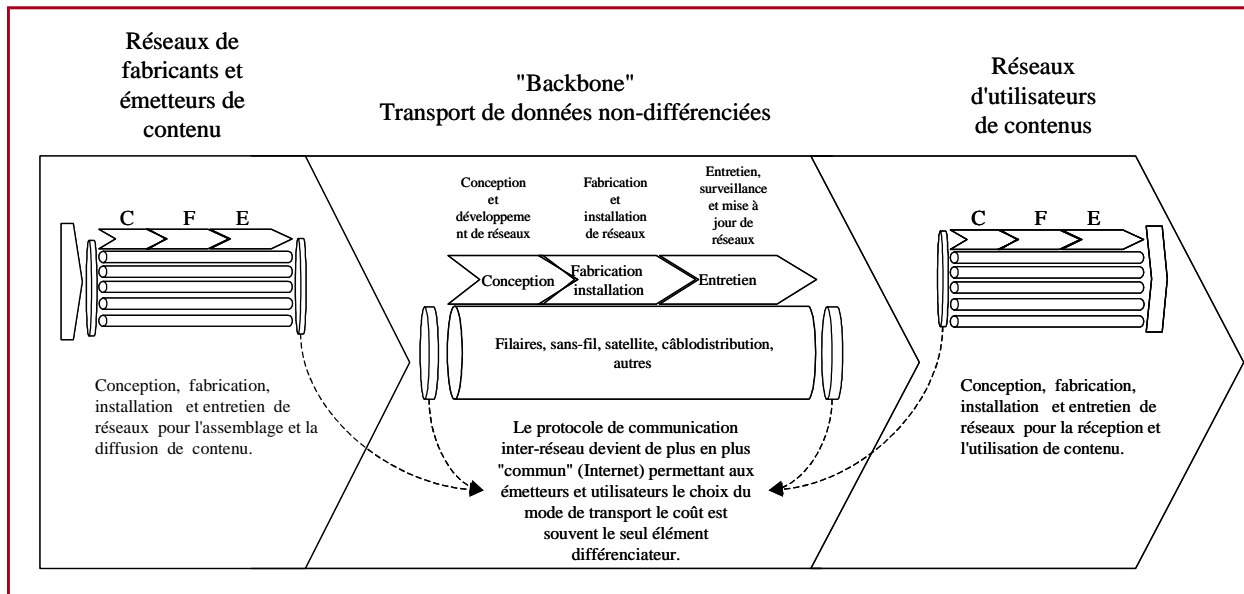 Réseaux de
fabricants et
émetteurs de
contenu
"Backbone"
Transport de données non-différenciées
Réseaux
d'utilisateurs
de contenus
C F E
Conception, fabrication,
installation et entretien de
réseaux pour l'assemblage et la
diffusion de contenu.
Conception
et
développeme
nt de réseaux
Fabrication
et
installation
de réseaux
Entretien,
surveillance
et mise à
jour de
réseaux
Conception
Fabrication
installation
Entretien
Filaires, sans-fil, satellite, câblodistribution,
autres
Le protocole de communication
inter-réseau devient de plus en plus
"commun" (Internet) permettant aux
émetteurs et utilisateurs le choix du
mode de transport le coût est
souvent le seul élément
différenciateur.
C F E
Conception, fabrication,
installation et entretien de
réseaux pour la réception et
l'utilisation de contenu.